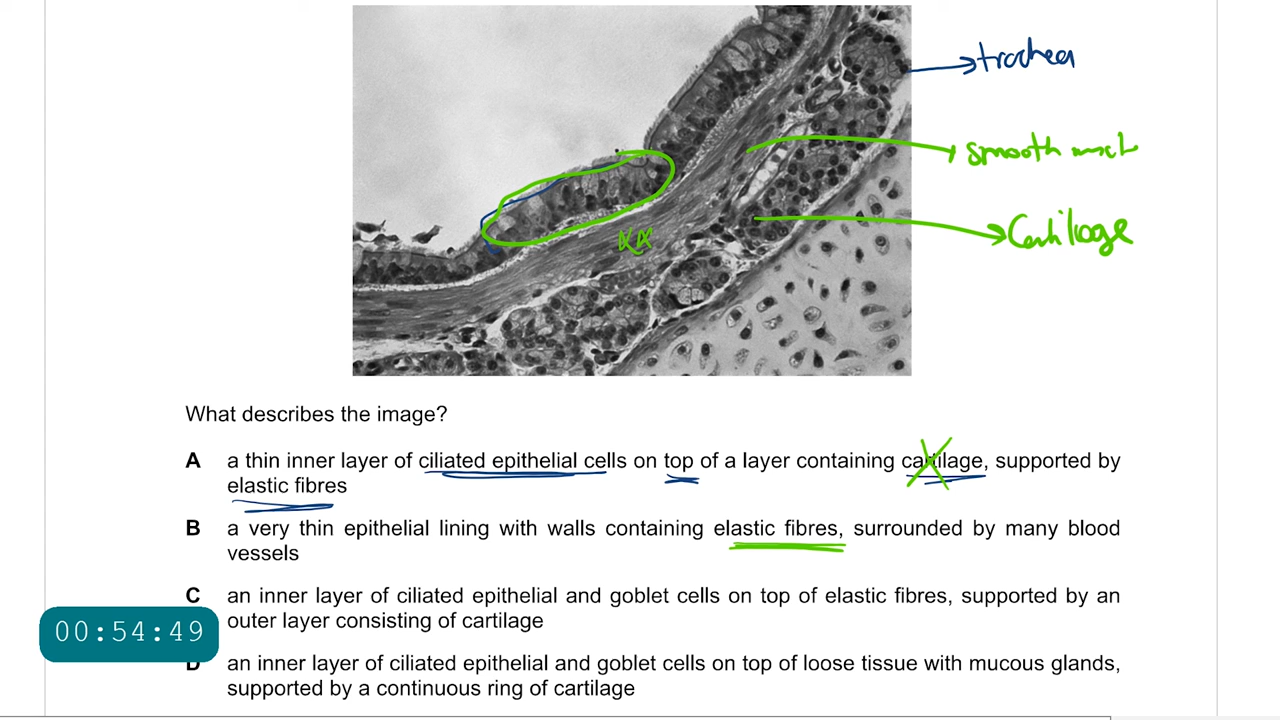 trachea
smooth
Cartilage
What describes the image?
A a thin inner layer of ciliated epithelial cells on top of a layer containing cartilage, supported by
elastic fibres
B a very thin epithelial lining with walls containing elastic fibres, surrounded by many blood
vessels
C an inner layer of ciliated epithelial and goblet cells on top of elastic fibres, supported by an
outer layer consisting of cartilage
00:54:49
D an inner layer of ciliated epithelial and goblet cells on top of loose tissue with mucous glands,
supported by a continuous ring of cartilage